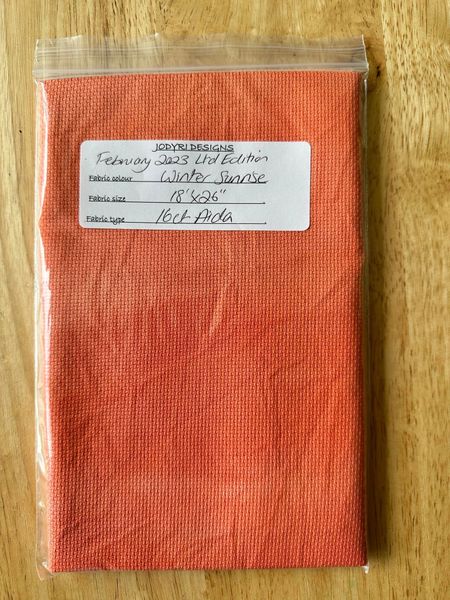 JODYRI DESIGNS
February 2023 Ltd Edition
Fabric colour Winter Sunrise
Fabric size 18"x26"
Fabric type 16ct Aida